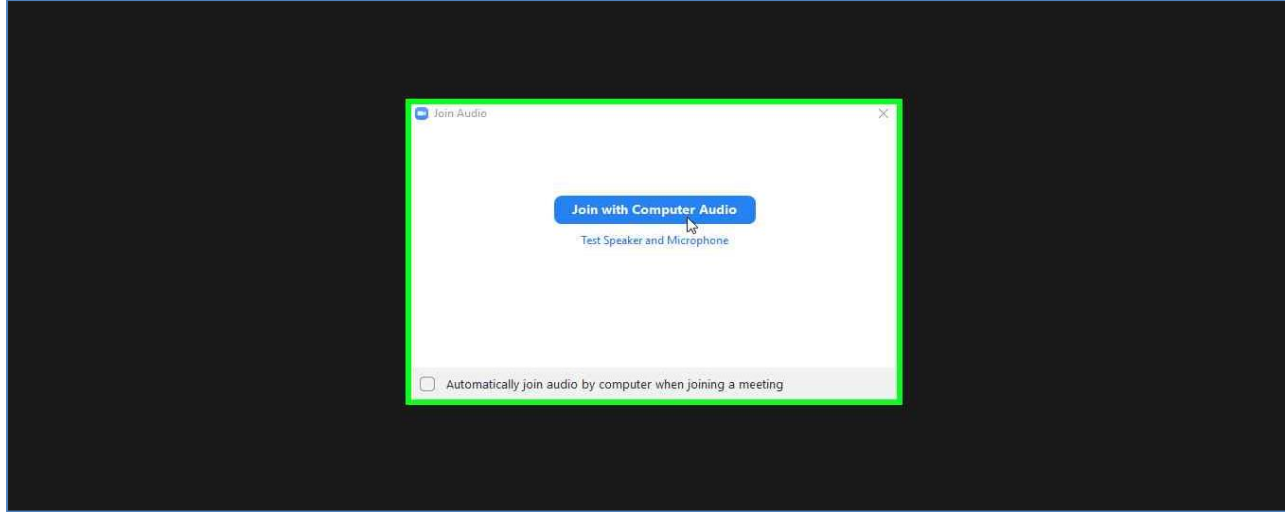 Join Audio
Join with Computer Audio
Test Speaker and Microphone
Automatically join audio by computer when joining a meeting